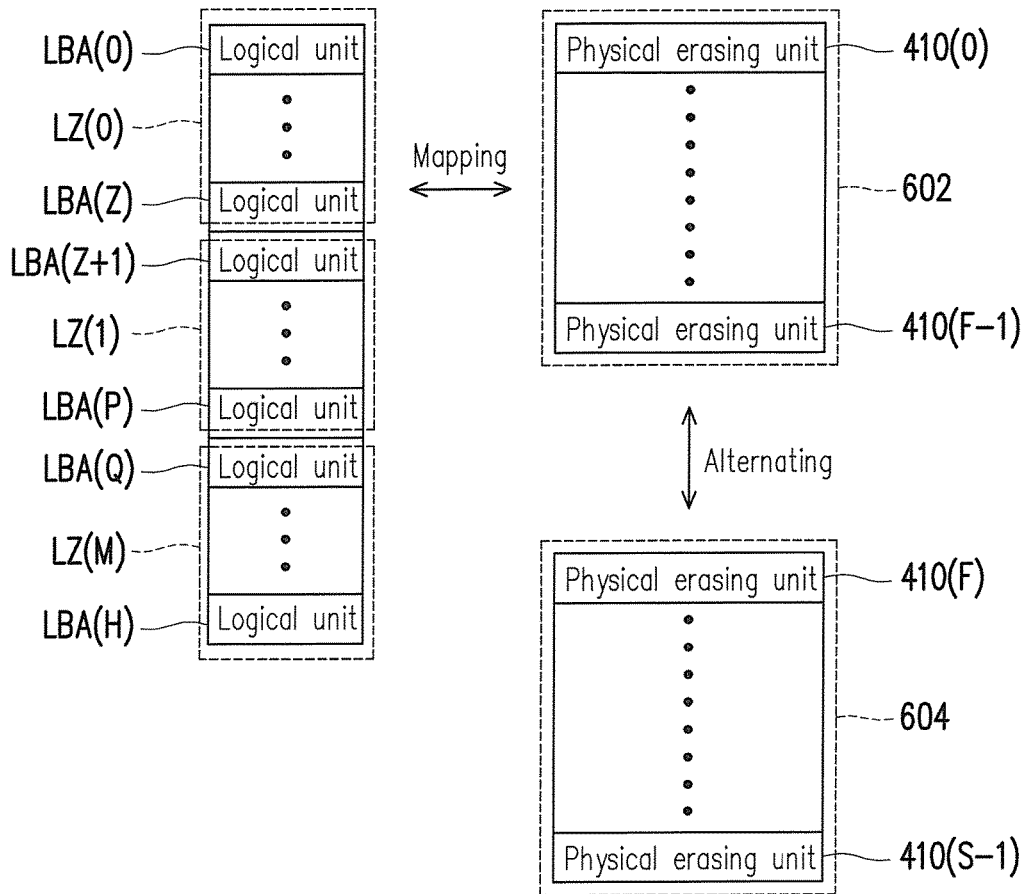 LBA(0)
Logical unit
LZ(0)
LBA(Z)
Logical unit
LBA(Z+1)
Logical unit
LZ(1)
LBA(P)
Logical unit
LBA(Q)
Logical unit
LZ(M)
LBA(H)
Logical unit
Mapping
Physical erasing unit
410(0)
602
Physical erasing unit
410(F-1)
Alternating
Physical erasing unit
410(F)
604
Physical erasing unit
410(S-1)